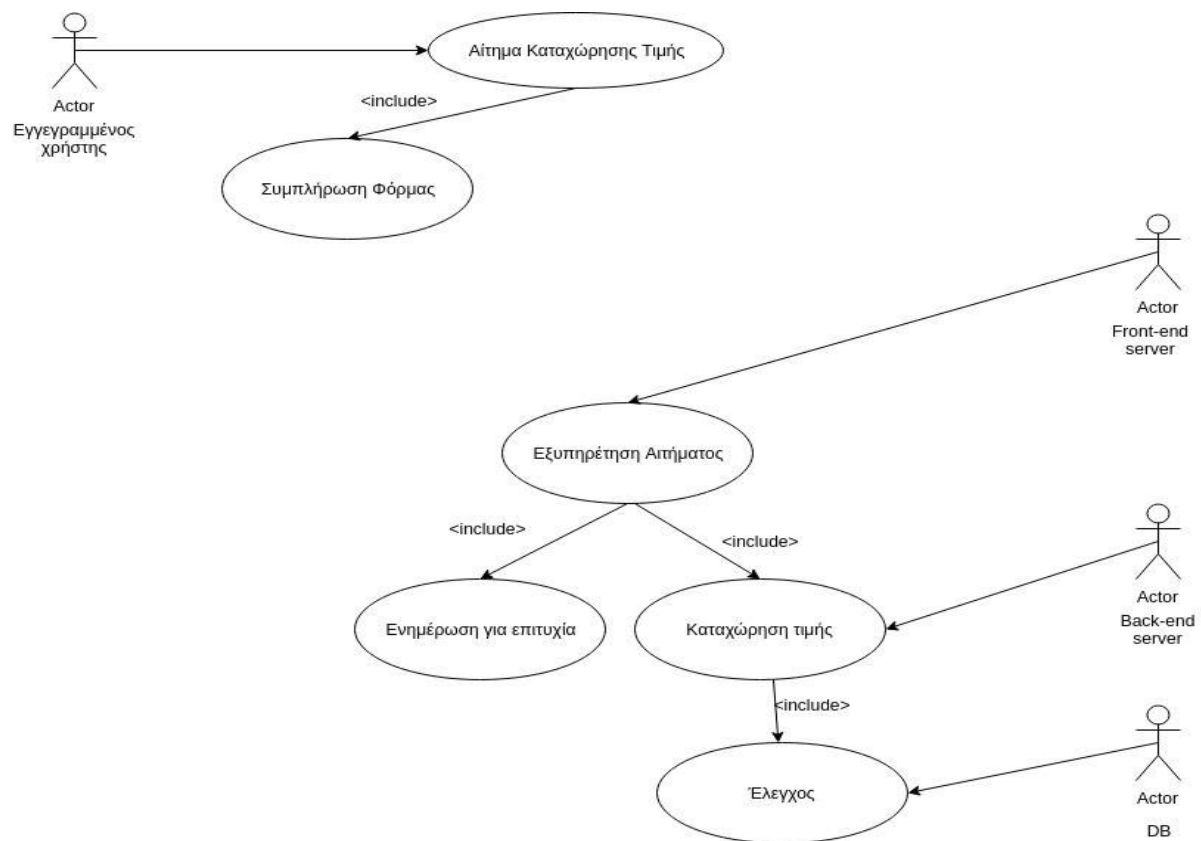 Αίτημα Καταχώρησης Τιμής
Actor
Εγγεγραμμένος
χρήστης
<include>
Συμπλήρωση Φόρμας
Actor
Front-end
server
Εξυπηρέτηση Αιτήματος
<include>
<include>
Ενημέρωση για επιτυχία
Καταχώρηση τιμής
Actor
Back-end
server
<include>
Έλεγχος
Actor
DB